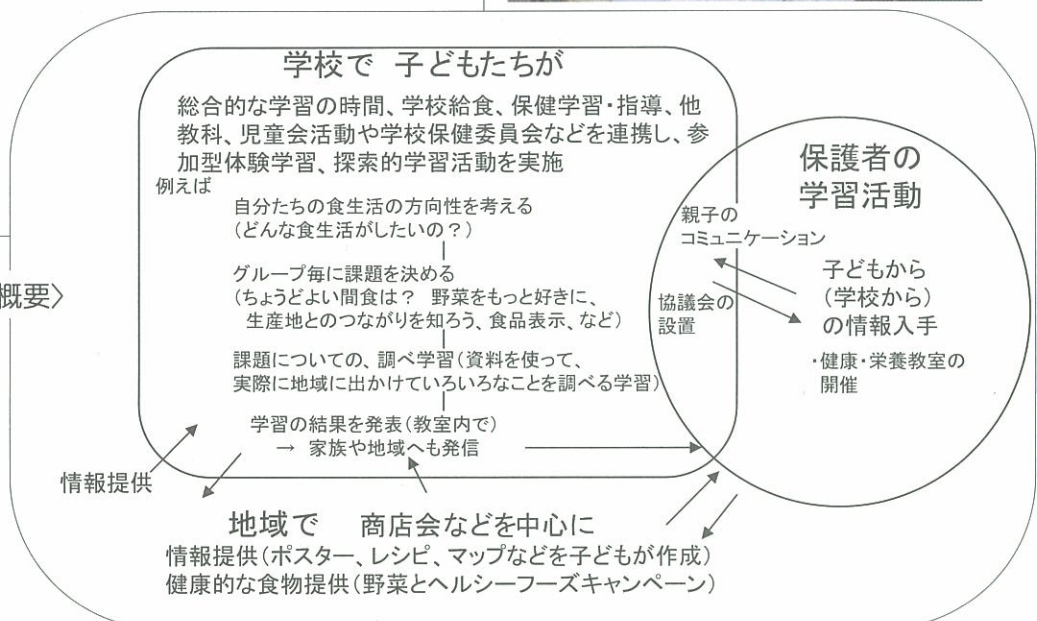 学校で 子どもたちが
総合的な学習の時間、学校給食、保健学習・指導、他
教科、児童会活動や学校保健委員会などを連携し、参
加型体験学習、探索的学習活動を実施
例えば
自分たちの食生活の方向性を考える
(どんな食生活がしたいの?)
グループ毎に課題を決める
(ちょうどよい間食は? 野菜をもっと好きに、
生産地とのつながりを知ろう、食品表示、など)
課題についての、調べ学習(資料を使って、
実際に地域に出かけていろいろなことを調べる学習)
学習の結果を発表(教室内で)
→ 家族や地域へも発信
保護者の
学習活動
親子の
コミュニケーション
協議会の
設置
子どもから
(学校から)
の情報入手
・健康・栄養教室の
開催
概要〉
情報提供
地域で 商店会などを中心に
情報提供(ポスター、レシピ、マップなどを子どもが作成)
健康的な食物提供(野菜とヘルシーフーズキャンペーン)